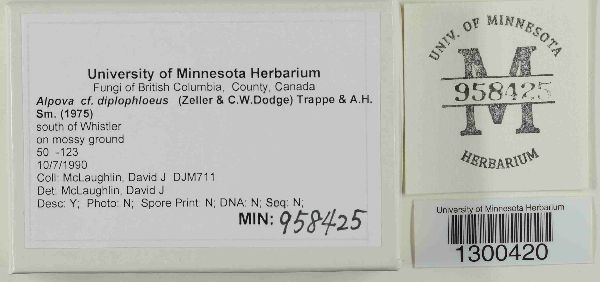 University of Minnesota Herbarium
Fungi of British Columbia, County, Canada
Alpova cf. diplophloeus (Zeller & C.W.Dodge) Trappe & A.H.
Sm. (1975)
south of Whistler
on mossy ground
50 -123
10/7/1990
Coll: McLaughlin, David J DJM711
Det: McLaughlin, David J
Desc: Y; Photo: N; Spore Print: N; DNA: N; Seq: N;
MIN: 958425
UNIV. OF MINNESOTA
M
958425
HERBARIUM
University of Minnesota Herbarium
1300420